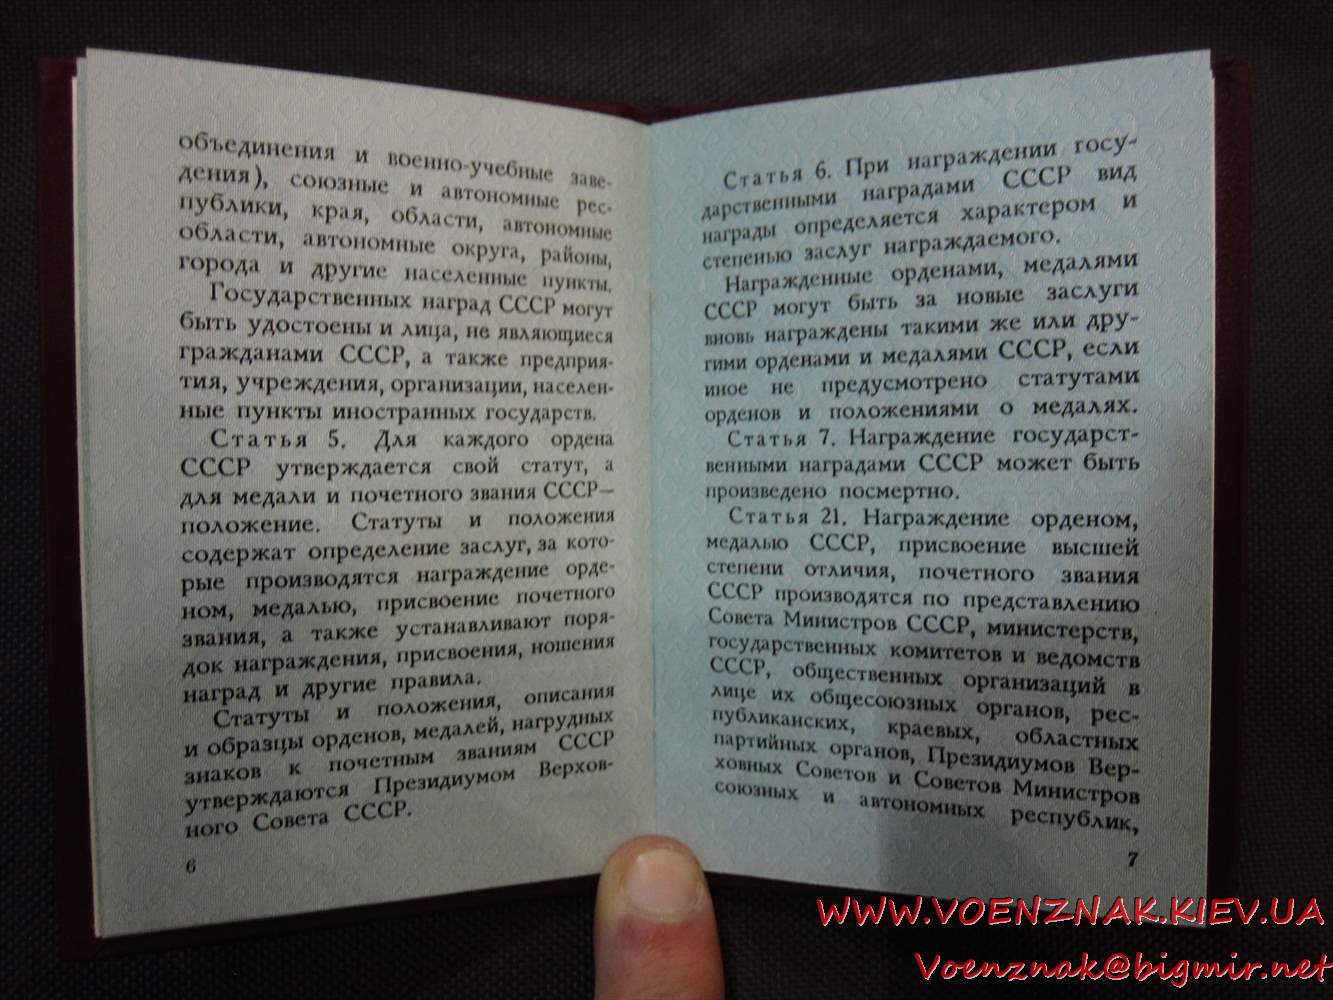 объединения и военно-учебные заве-
дения), союзные и автономные рес-
публики, края, области, автономные
области, автономные округа, районы,
города и другие населенные пункты.
Государственных наград СССР могут
быть удостоены и лица, не являющиеся
гражданами СССР, а также предприя-
тия, учреждения, организации, населен-
ные пункты иностранных государств.
Статья 5. Для каждого ордена
СССР утверждается свой статут, а
для медали и почетного звания СССР—
положение. Статуты и положения
содержат определение заслуг, за кото-
рые производятся награждение орде-
ном, медалью, присвоение почетного
звания, а также устанавливают поря-
док награждения, присвоения, ношения
наград и другие правила.
Статуты и положения, описания
и образцы орденов, медалей, нагрудных
знаков к почетным званиям СССР
утверждаются Президиумом Верхов-
ного Совета СССР.
6
Статья 6. При награждении госу-
дарственными наградами СССР вид
награды определяется характером и
степенью заслуг награждаемого.
Награжденные орденами, медалями
СССР могут быть за новые заслуги
вновь награждены такими же или дру-
гими орденами и медалями СССР, если
иное не предусмотрено статутами
орденов и положениями о медалях.
Статья 7. Награждение государст-
венными наградами СССР может быть
произведено посмертно.
Статья 21. Награждение орденом,
медалью СССР, присвоение высшей
степени отличия, почетного звания
СССР производятся по представлению
Совета Министров СССР, министерств,
государственных комитетов и ведомств
СССР, общественных организаций в
лице их общесоюзных органов, рес-
публиканских, краевых, областных
партийных органов, Президиумов Вер-
ховных Советов и Советов Министров
союзных и автономных республик,
7
WWW.VOENZNAK.KIEV.UA
Voenznak@bigmir.net